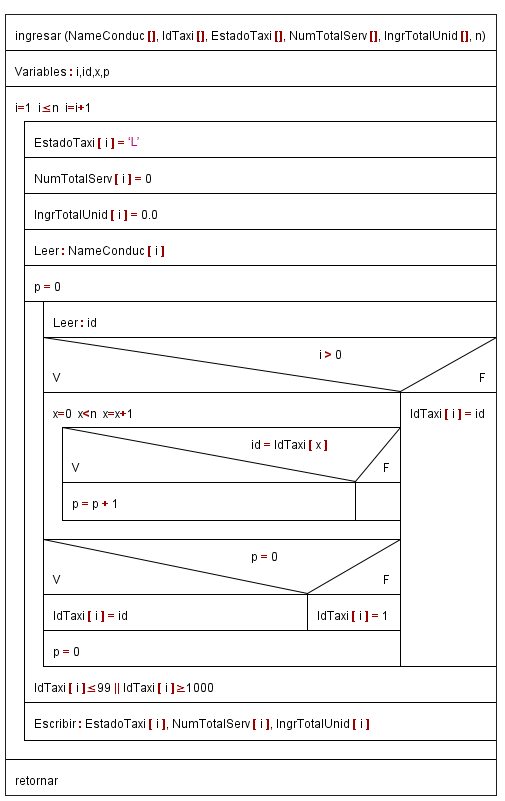 ingresar (NameConduc [], IdTaxi [], EstadoTaxi [], NumTotalServ [], IngrTotalUnid [], n)
Variables : i,id,x,p
i=1 i≤n i=i+1
EstadoTaxi [ i ] = 'L'
NumTotalServ [ i ] = 0
IngrTotalUnid [ i ] = 0.0
Leer : NameConduc [ i ]
p = 0
Leer : id
i > 0
V F
x=0 x<n x=x+1 IdTaxi [ i ] = id
id = IdTaxi [ x ]
V F
p = p + 1
p = 0
V F
IdTaxi [ i ] = id IdTaxi [ i ] = 1
p = 0
IdTaxi [ i ] ≤ 99 || IdTaxi [ i ] ≥ 1000
Escribir : EstadoTaxi [ i ], NumTotalServ [ i ], IngrTotalUnid [ i ]
retornar